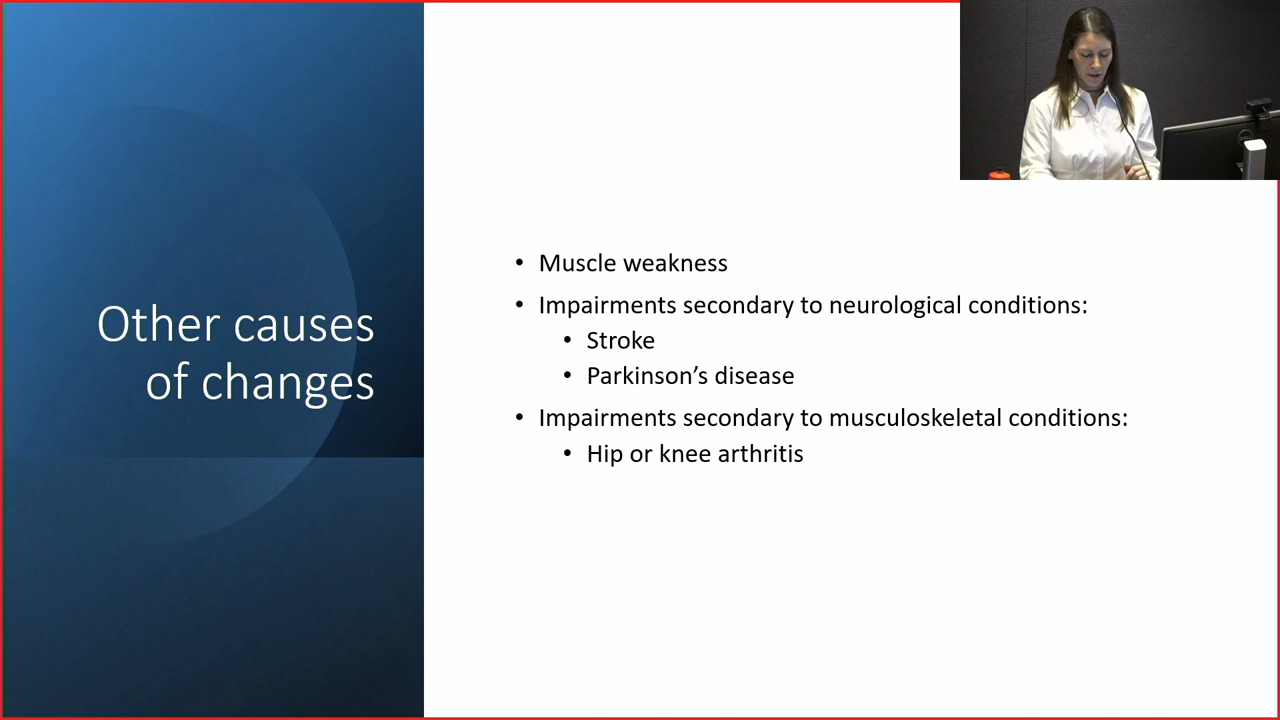 Other causes
of changes
• Muscle weakness
• Impairments secondary to neurological conditions:
• Stroke
• Parkinson’s disease
• Impairments secondary to musculoskeletal conditions:
• Hip or knee arthritis